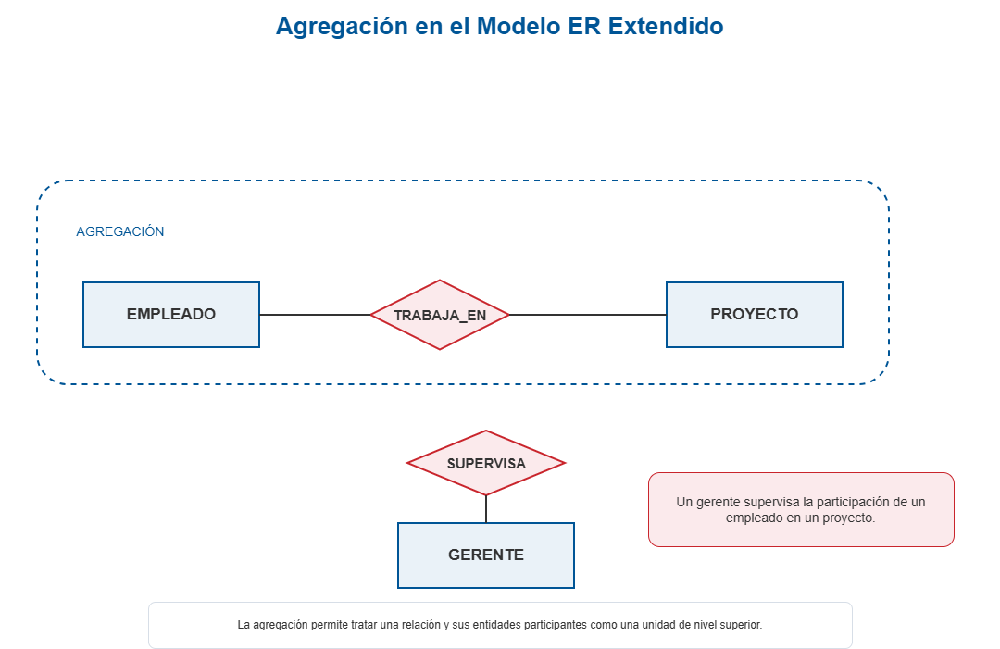 Agregación en el Modelo ER Extendido
AGREGACIÓN
EMPLEADO
TRABAJA_EN
PROYECTO
SUPERVISA
Un gerente supervisa la participación de un
empleado en un proyecto.
GERENTE
La agregación permite tratar una relación y sus entidades participantes como una unidad de nivel superior.